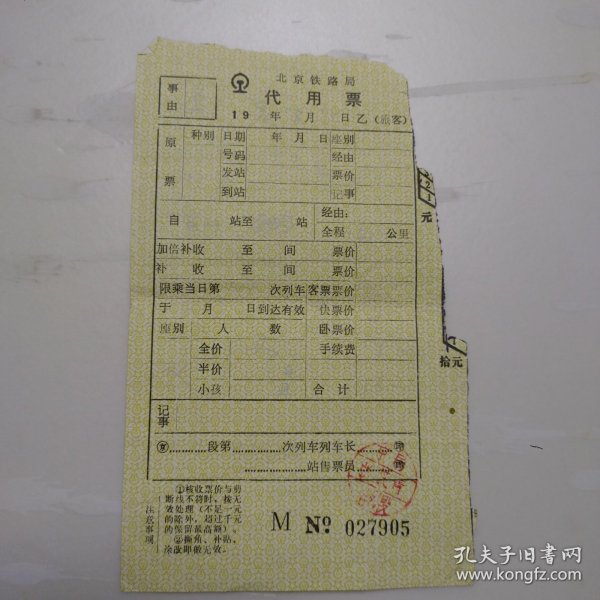 北京铁路局
事由
代用票
19 年 月 日乙(旅客)
原票
种别 日期 年 月 日 座别
号码 经由
发站 票价
到站 记事
自 站至 站 经由:
全程 公里
加倍补收 至 间 票价
补 收 至 间 票价
限乘当日第 次列车 客票票价
于 月 日到达有效 快票价
座别 人 数 卧票价
全价 手续费
半价
小孩 合计
元
拾元
记事
段第............次列车列车长
............站售票员
注意事项
①核收票价与剪
断线不符时,按无
效处理(不足一元
的除外,超过千元
的保留最高额)。
②撕角、补贴、
涂改即做无效。
M No 027905
孔夫子旧书网
www.kongfz.com